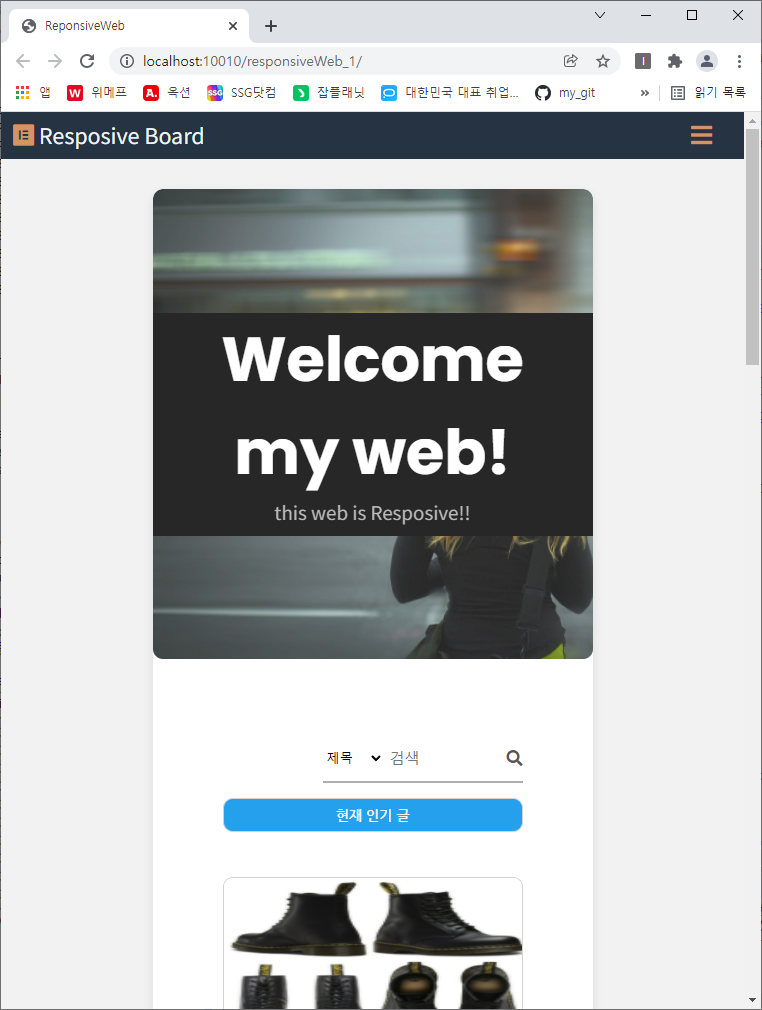 ReponsiveWeb
localhost:10010/responsiveWeb_1/
앱 위메프 A. 옥션 SSG SSG닷컴 잡플래닛 대한민국 대표 취업... my_git » 읽기 목록
Resposive Board
Welcome
my web!
this web is Resposive!!
제목 검색
현재 인기 글